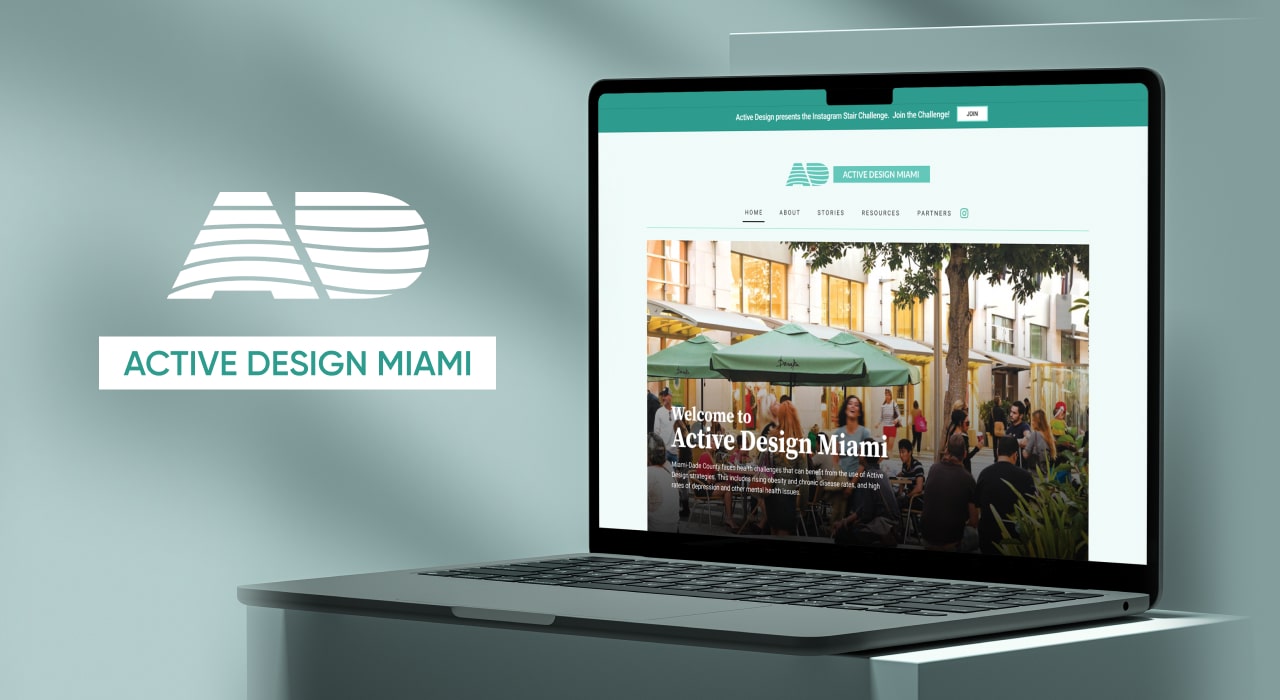 AD
ACTIVE DESIGN MIAMI
Active Design presents the Instagram Stair Challenge. Join the Challenge!
JOIN
AD
ACTIVE DESIGN MIAMI
HOME
ABOUT
STORIES
RESOURCES
PARTNERS
Welcome to
Active Design Miami
Miami-Dade County faces health challenges that can benefit from the use of Active
Design strategies. This includes rising obesity and chronic disease rates, and high
rates of depression and other mental health issues.